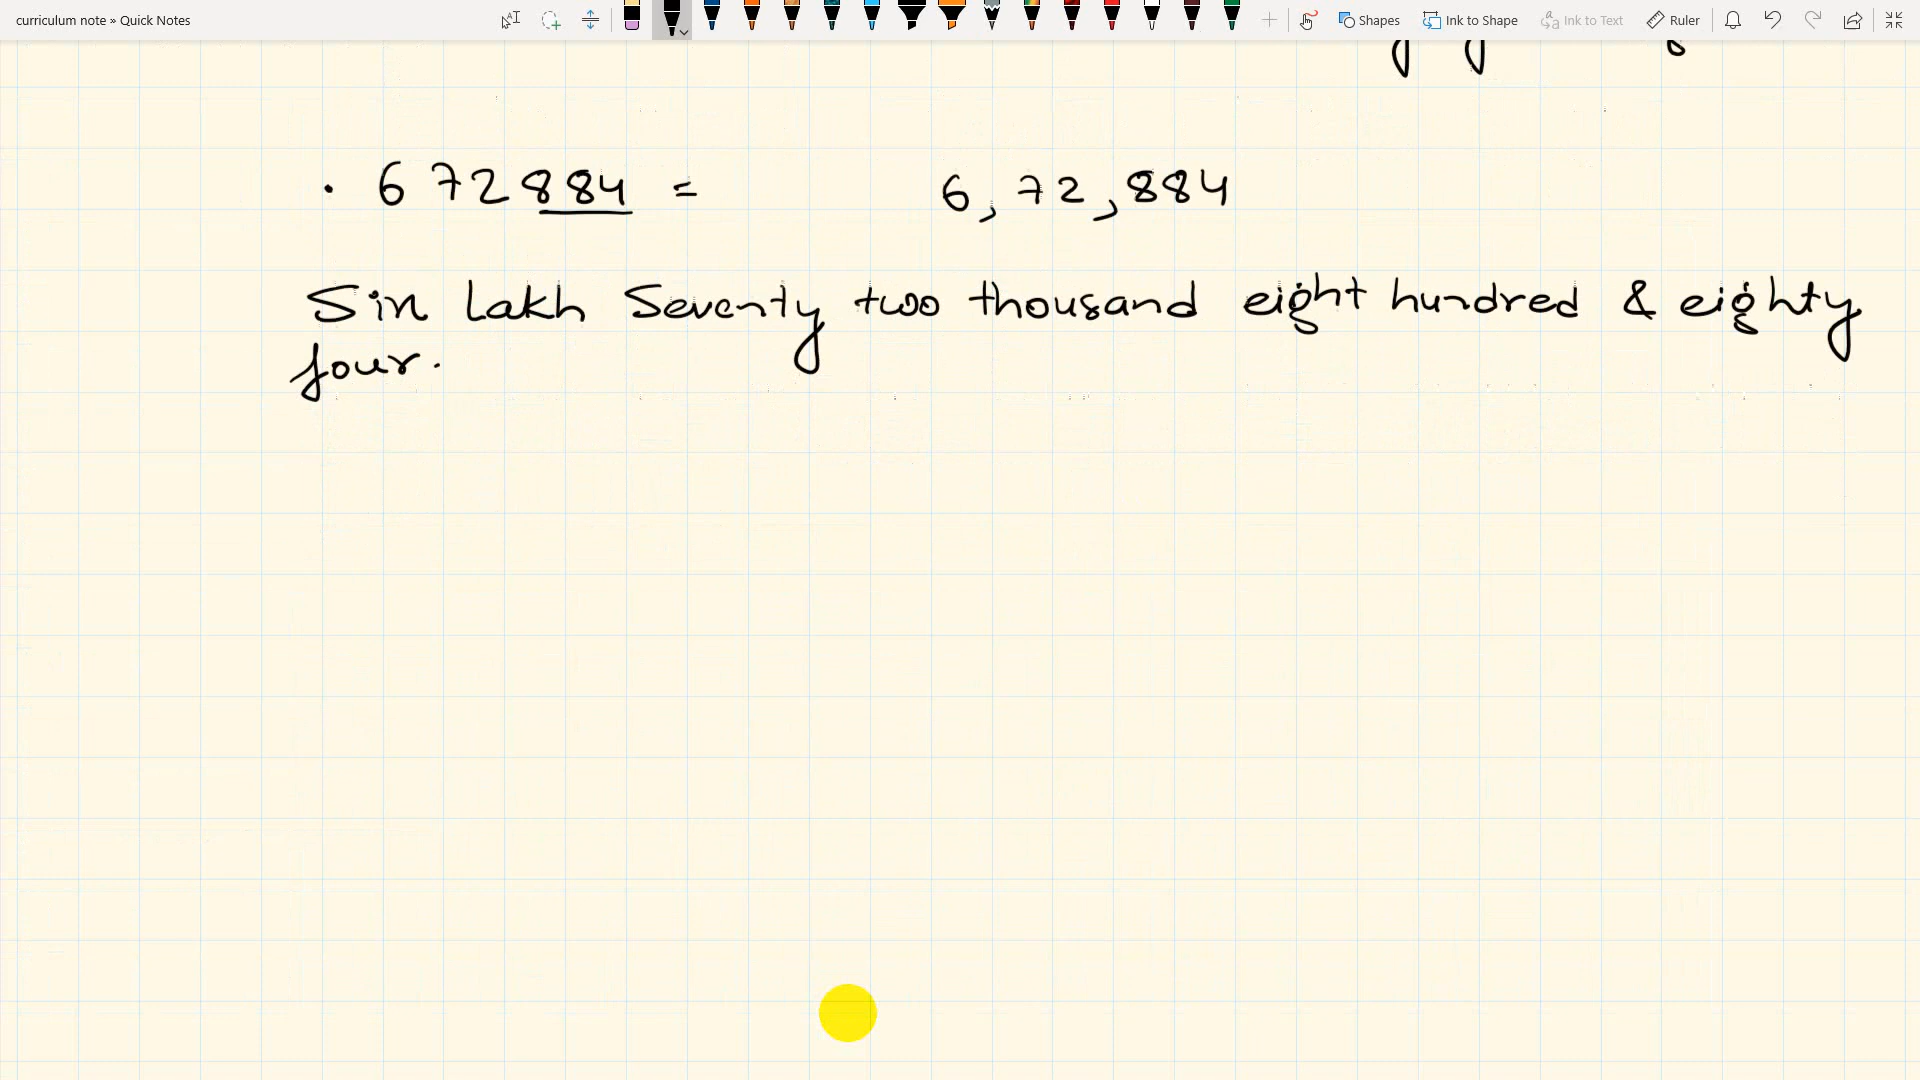 curriculum note » Quick Notes
Shapes
Ink to Shape
Ink to Text
Ruler
· 672884 = 6,72,884
Sin Lakh Seventy two thousand eight hundred & eighty
four.